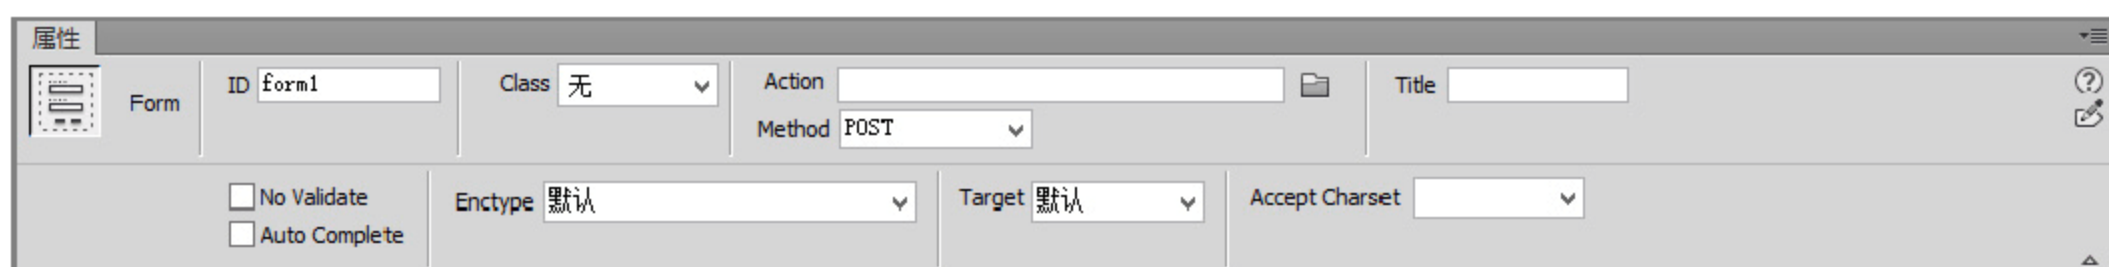 属性
Form
ID form1
Class 无
Action
Title
Method POST
No Validate
Enctype 默认
Target 默认
Accept Charset
Auto Complete